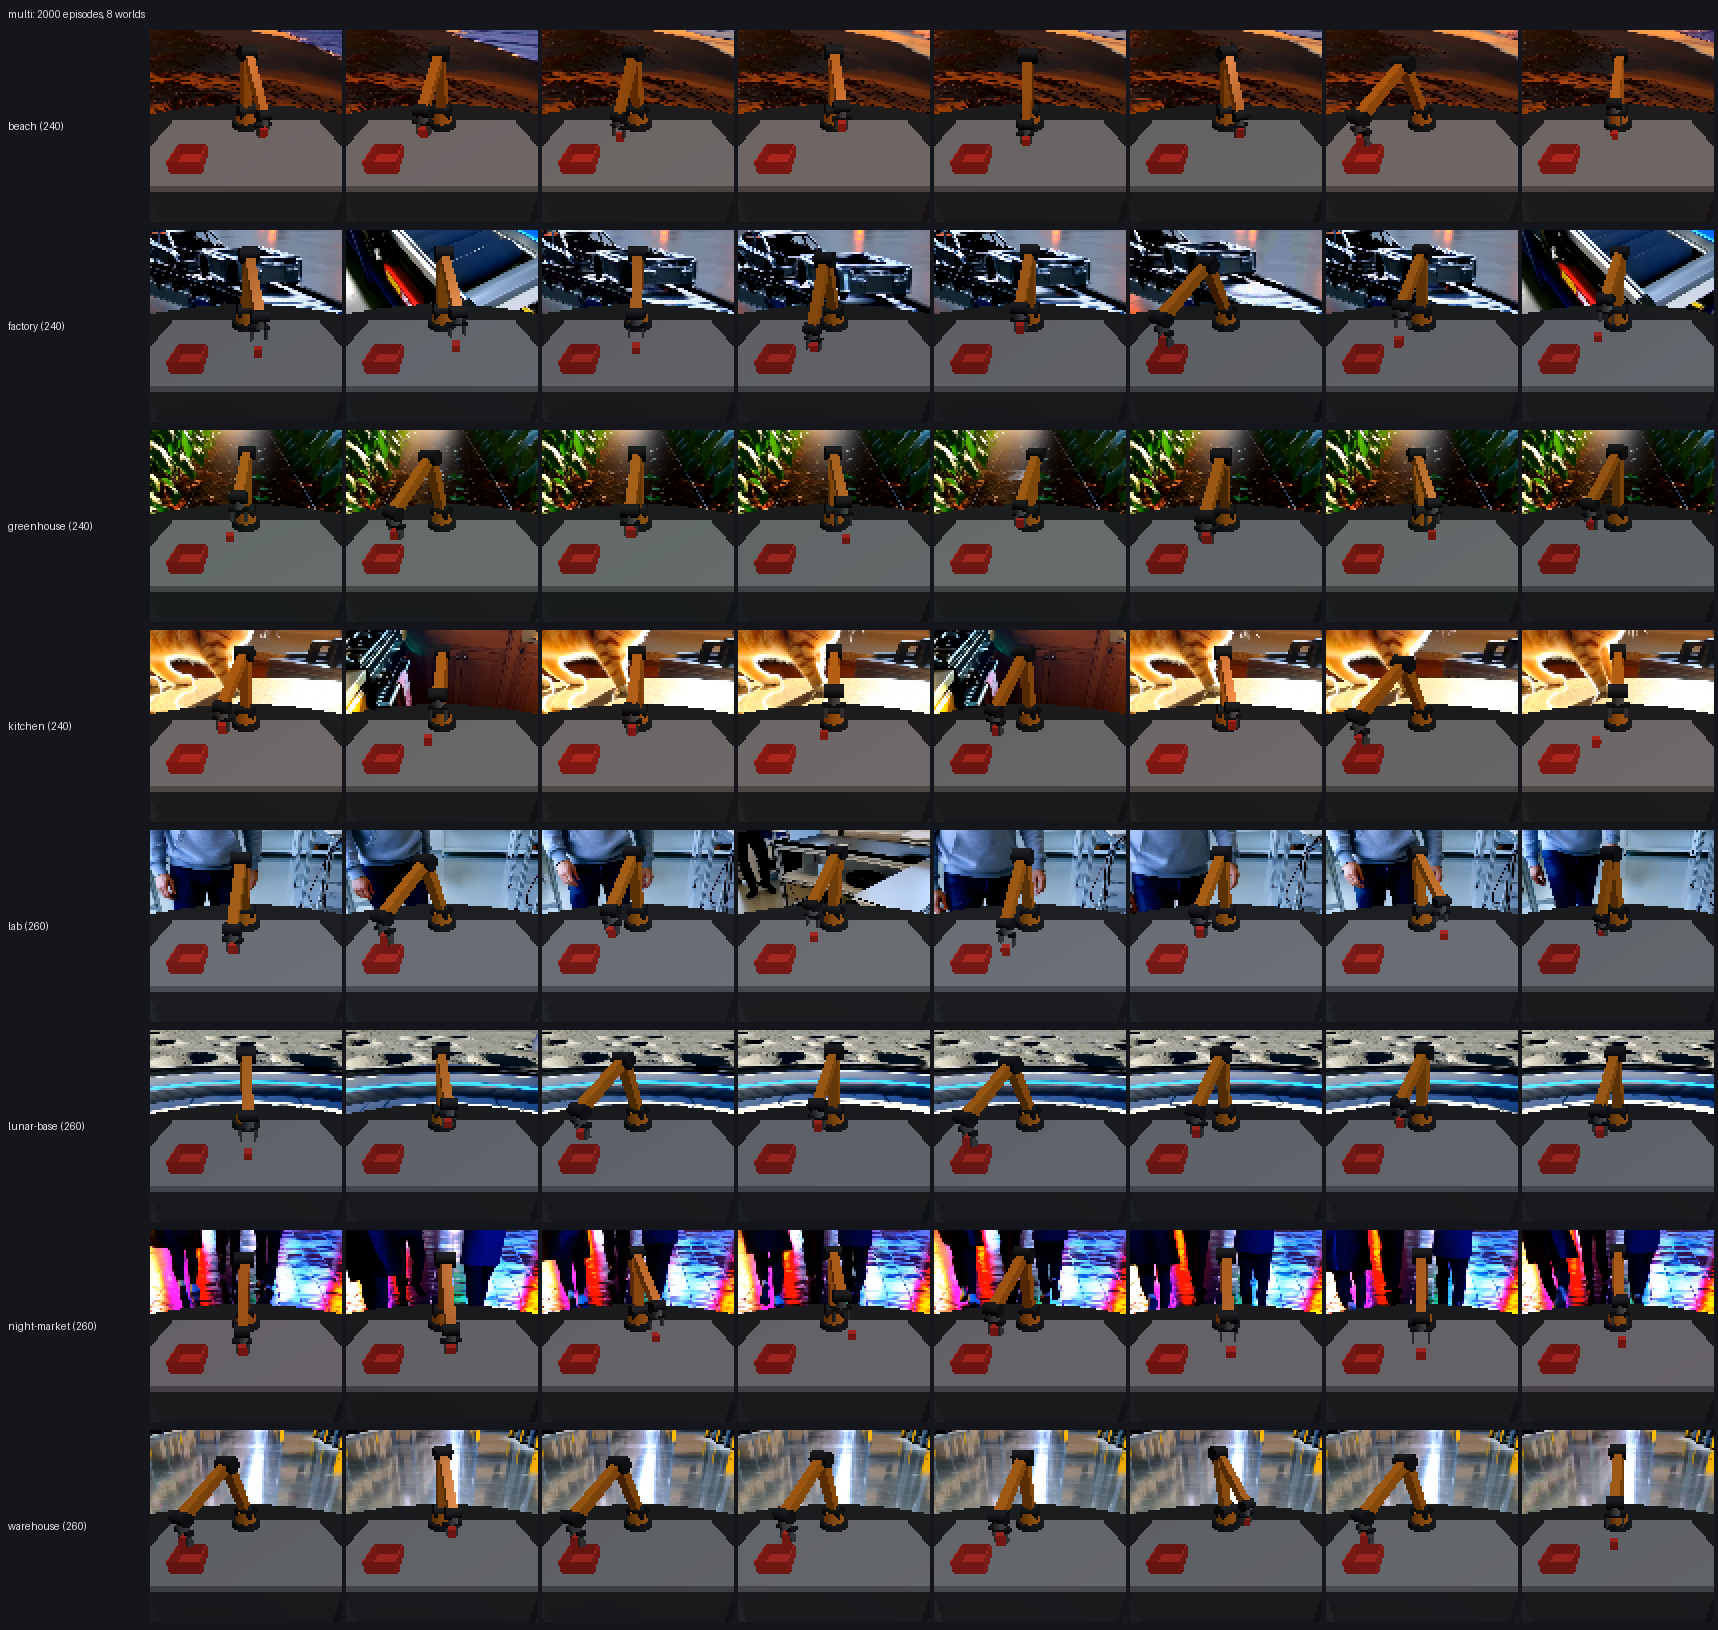 multi: 2000 episodes, 8 worlds
beach (240)
factory (240)
greenhouse (240)
kitchen (240)
lab (260)
lunar-base (260)
night-market (260)
warehouse (260)